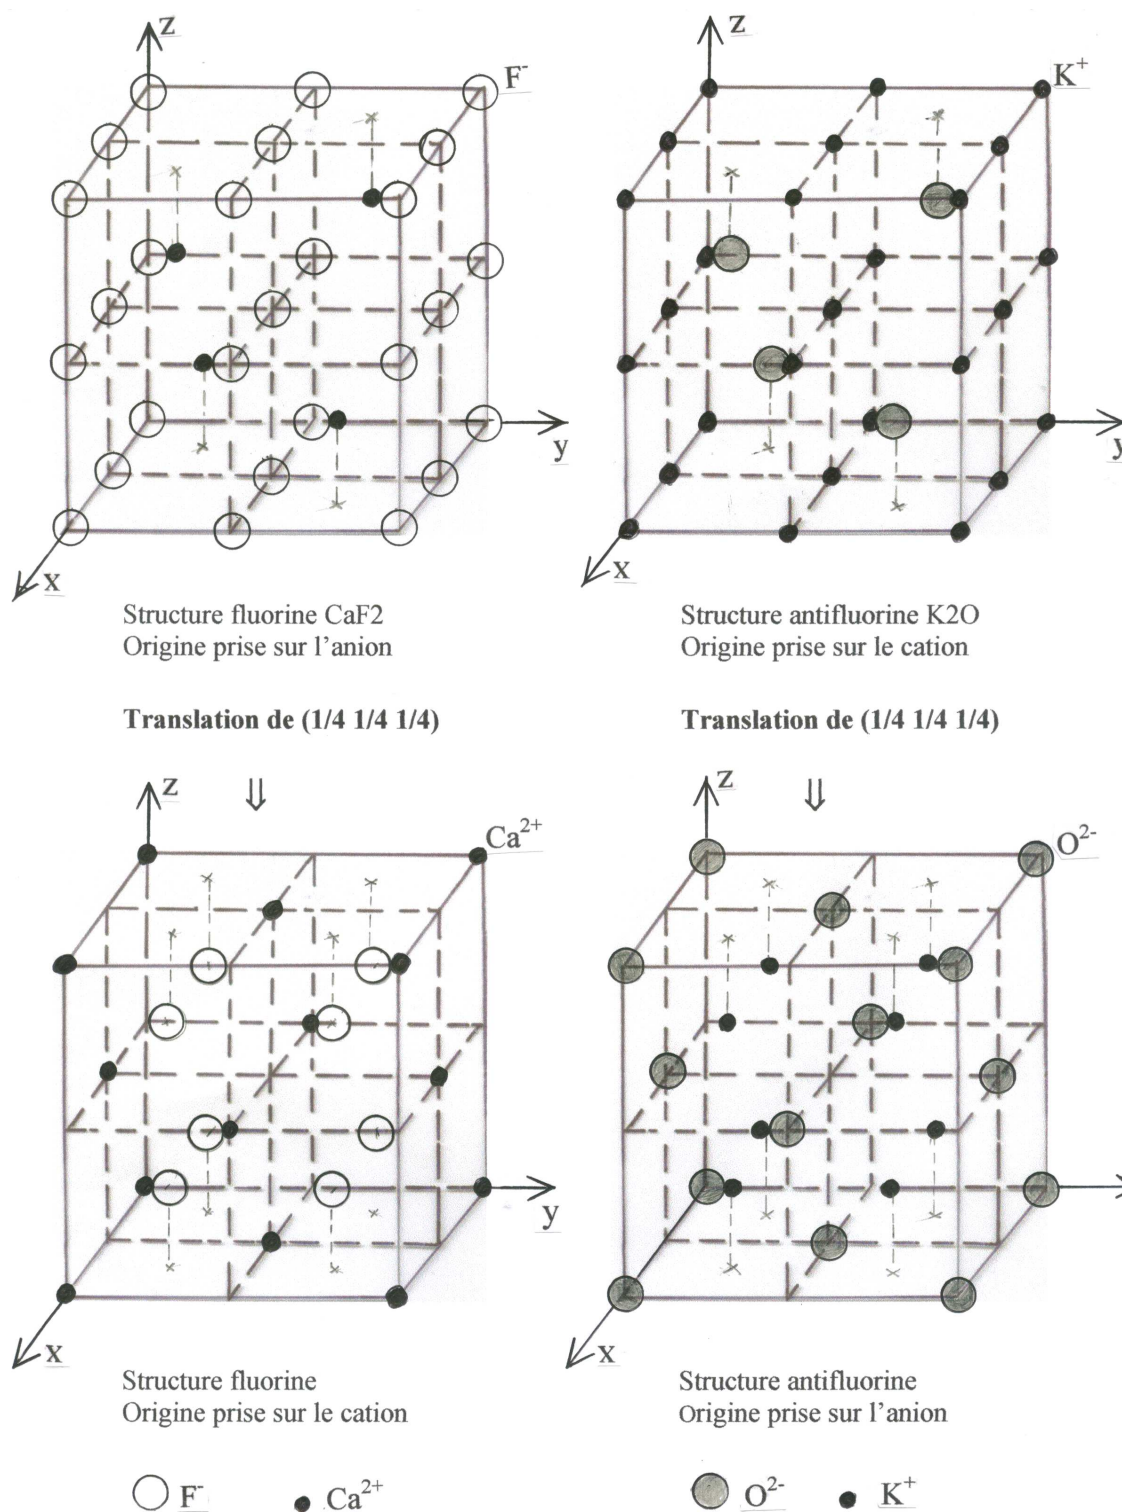 z
z
F⁻
K⁺
y
y
x
x
Structure fluorine CaF2
Origine prise sur l'anion
Structure antifluorine K2O
Origine prise sur le cation
Translation de (1/4 1/4 1/4)
Translation de (1/4 1/4 1/4)
⇓
⇓
z
z
Ca²⁺
O²⁻
y
x
x
Structure fluorine
Origine prise sur le cation
Structure antifluorine
Origine prise sur l'anion
F⁻
Ca²⁺
O²⁻
K⁺